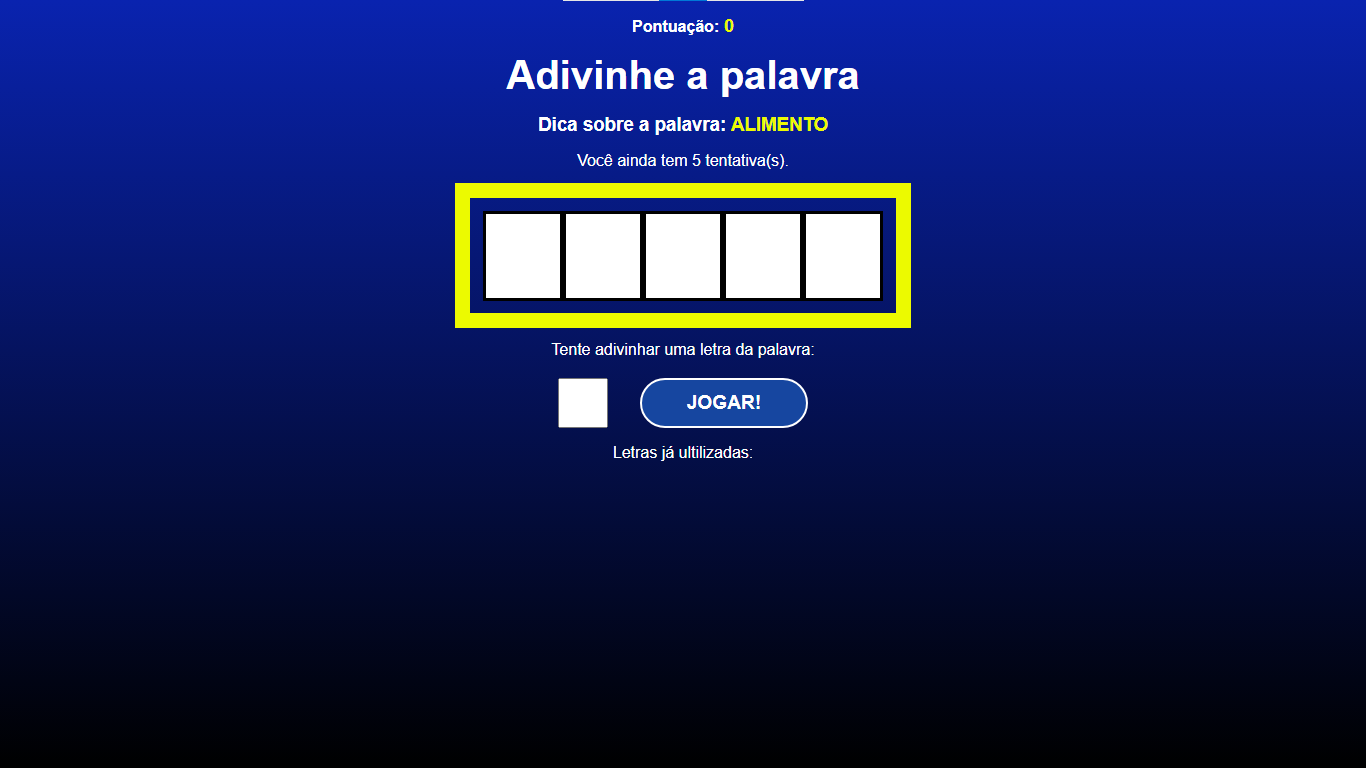 Pontuação: 0
Adivinhe a palavra
Dica sobre a palavra: ALIMENTO
Você ainda tem 5 tentativa(s).
Tente adivinhar uma letra da palavra:
JOGAR!
Letras já ultilizadas: